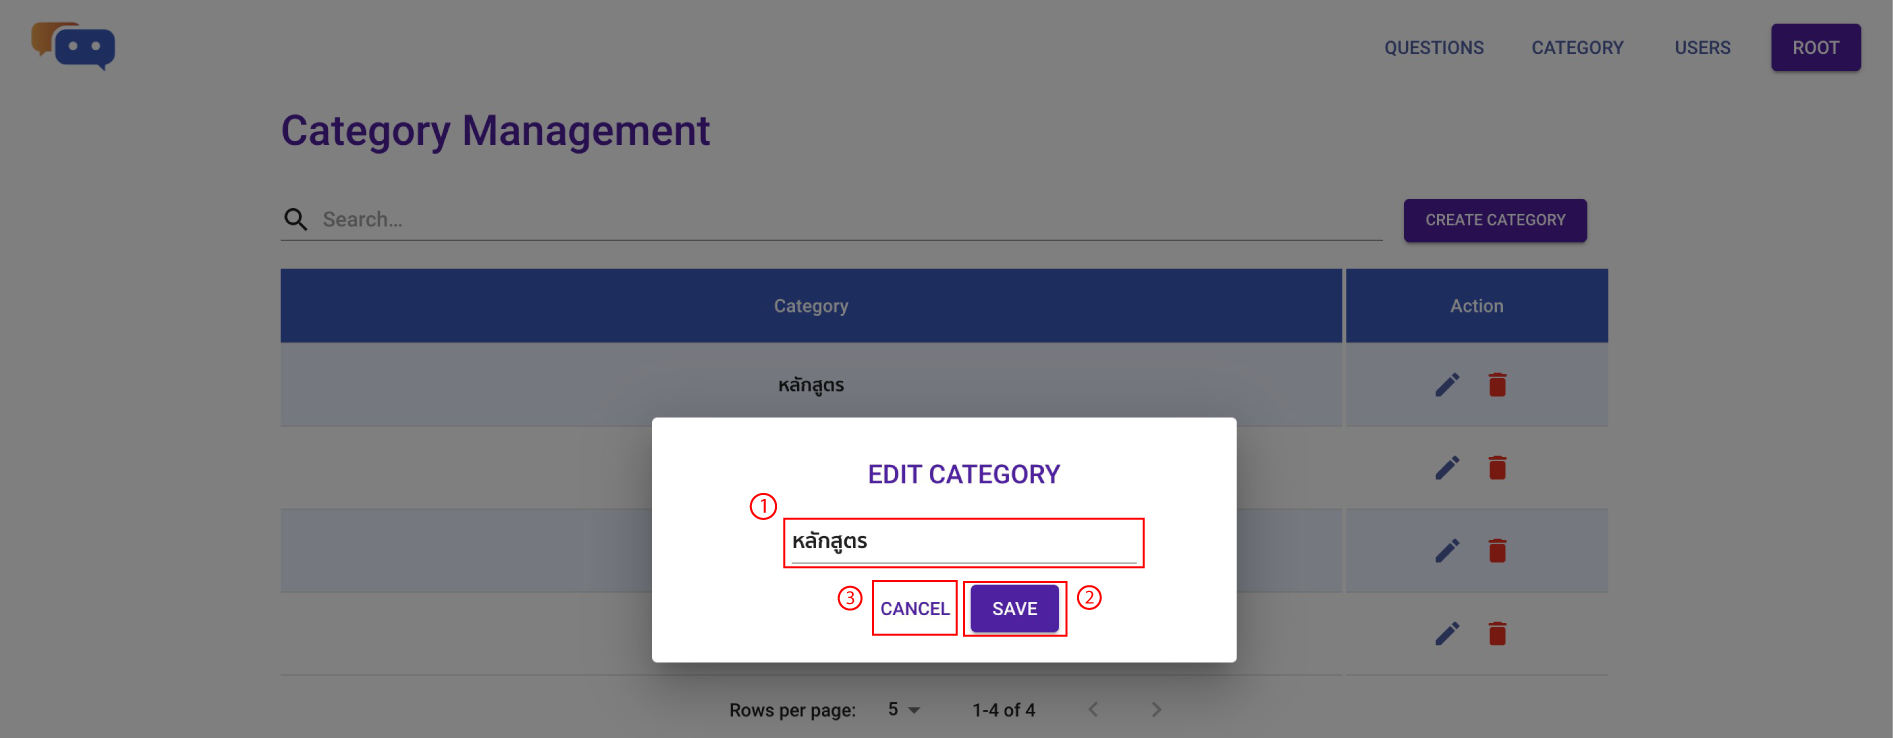 QUESTIONS CATEGORY USERS ROOT
Category Management
Search... CREATE CATEGORY
Category Action
หลักสูตร
EDIT CATEGORY
1
หลักสูตร
3 CANCEL SAVE 2
Rows per page: 5 1-4 of 4